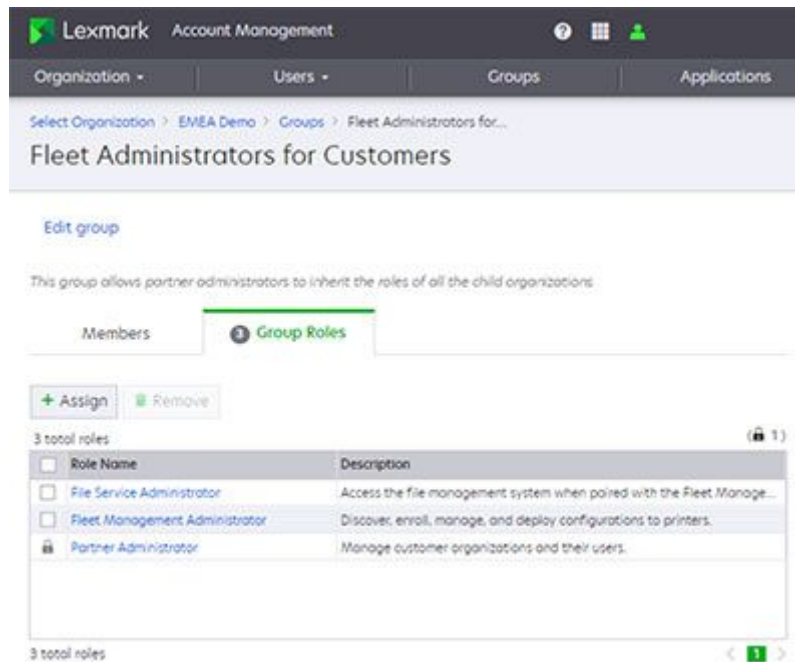 Lexmark Account Management
Organization Users Groups Applications
Select Organization > EMEA Demo > Groups > Fleet Administrators for...
Fleet Administrators for Customers
Edit group
This group allows partner administrators to inherit the roles of all the child organizations
Members 3 Group Roles
+ Assign Remove
3 total roles (1)
Role Name Description
File Service Administrator Access the file management system when paired with the Fleet Manage...
Fleet Management Administrator Discover, enroll, manage, and deploy configurations to printers.
Partner Administrator Manage customer organizations and their users.
3 total roles < 1 >